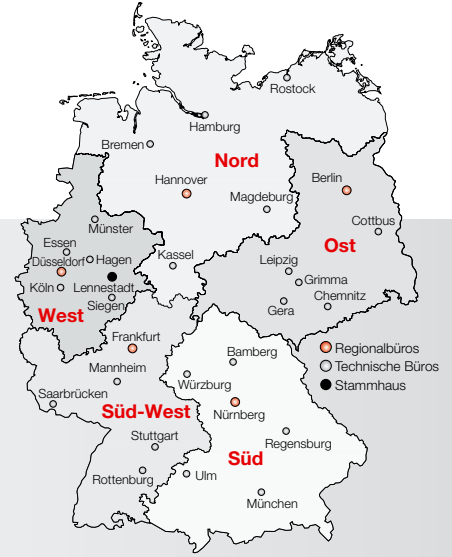 Rostock
Hamburg
Bremen
Nord
Hannover
Berlin
Magdeburg
Münster
Cottbus
Essen
Ost
Düsseldorf
Hagen
Kassel
Leipzig
Köln
Lennestadt
Grimma
Siegen
Chemnitz
West
Gera
Frankfurt
Bamberg
Regionalbüros
Mannheim
Technische Büros
Würzburg
Stammhaus
Saarbrücken
Süd-West
Nürnberg
Stuttgart
Regensburg
Süd
Rottenburg
Ulm
München